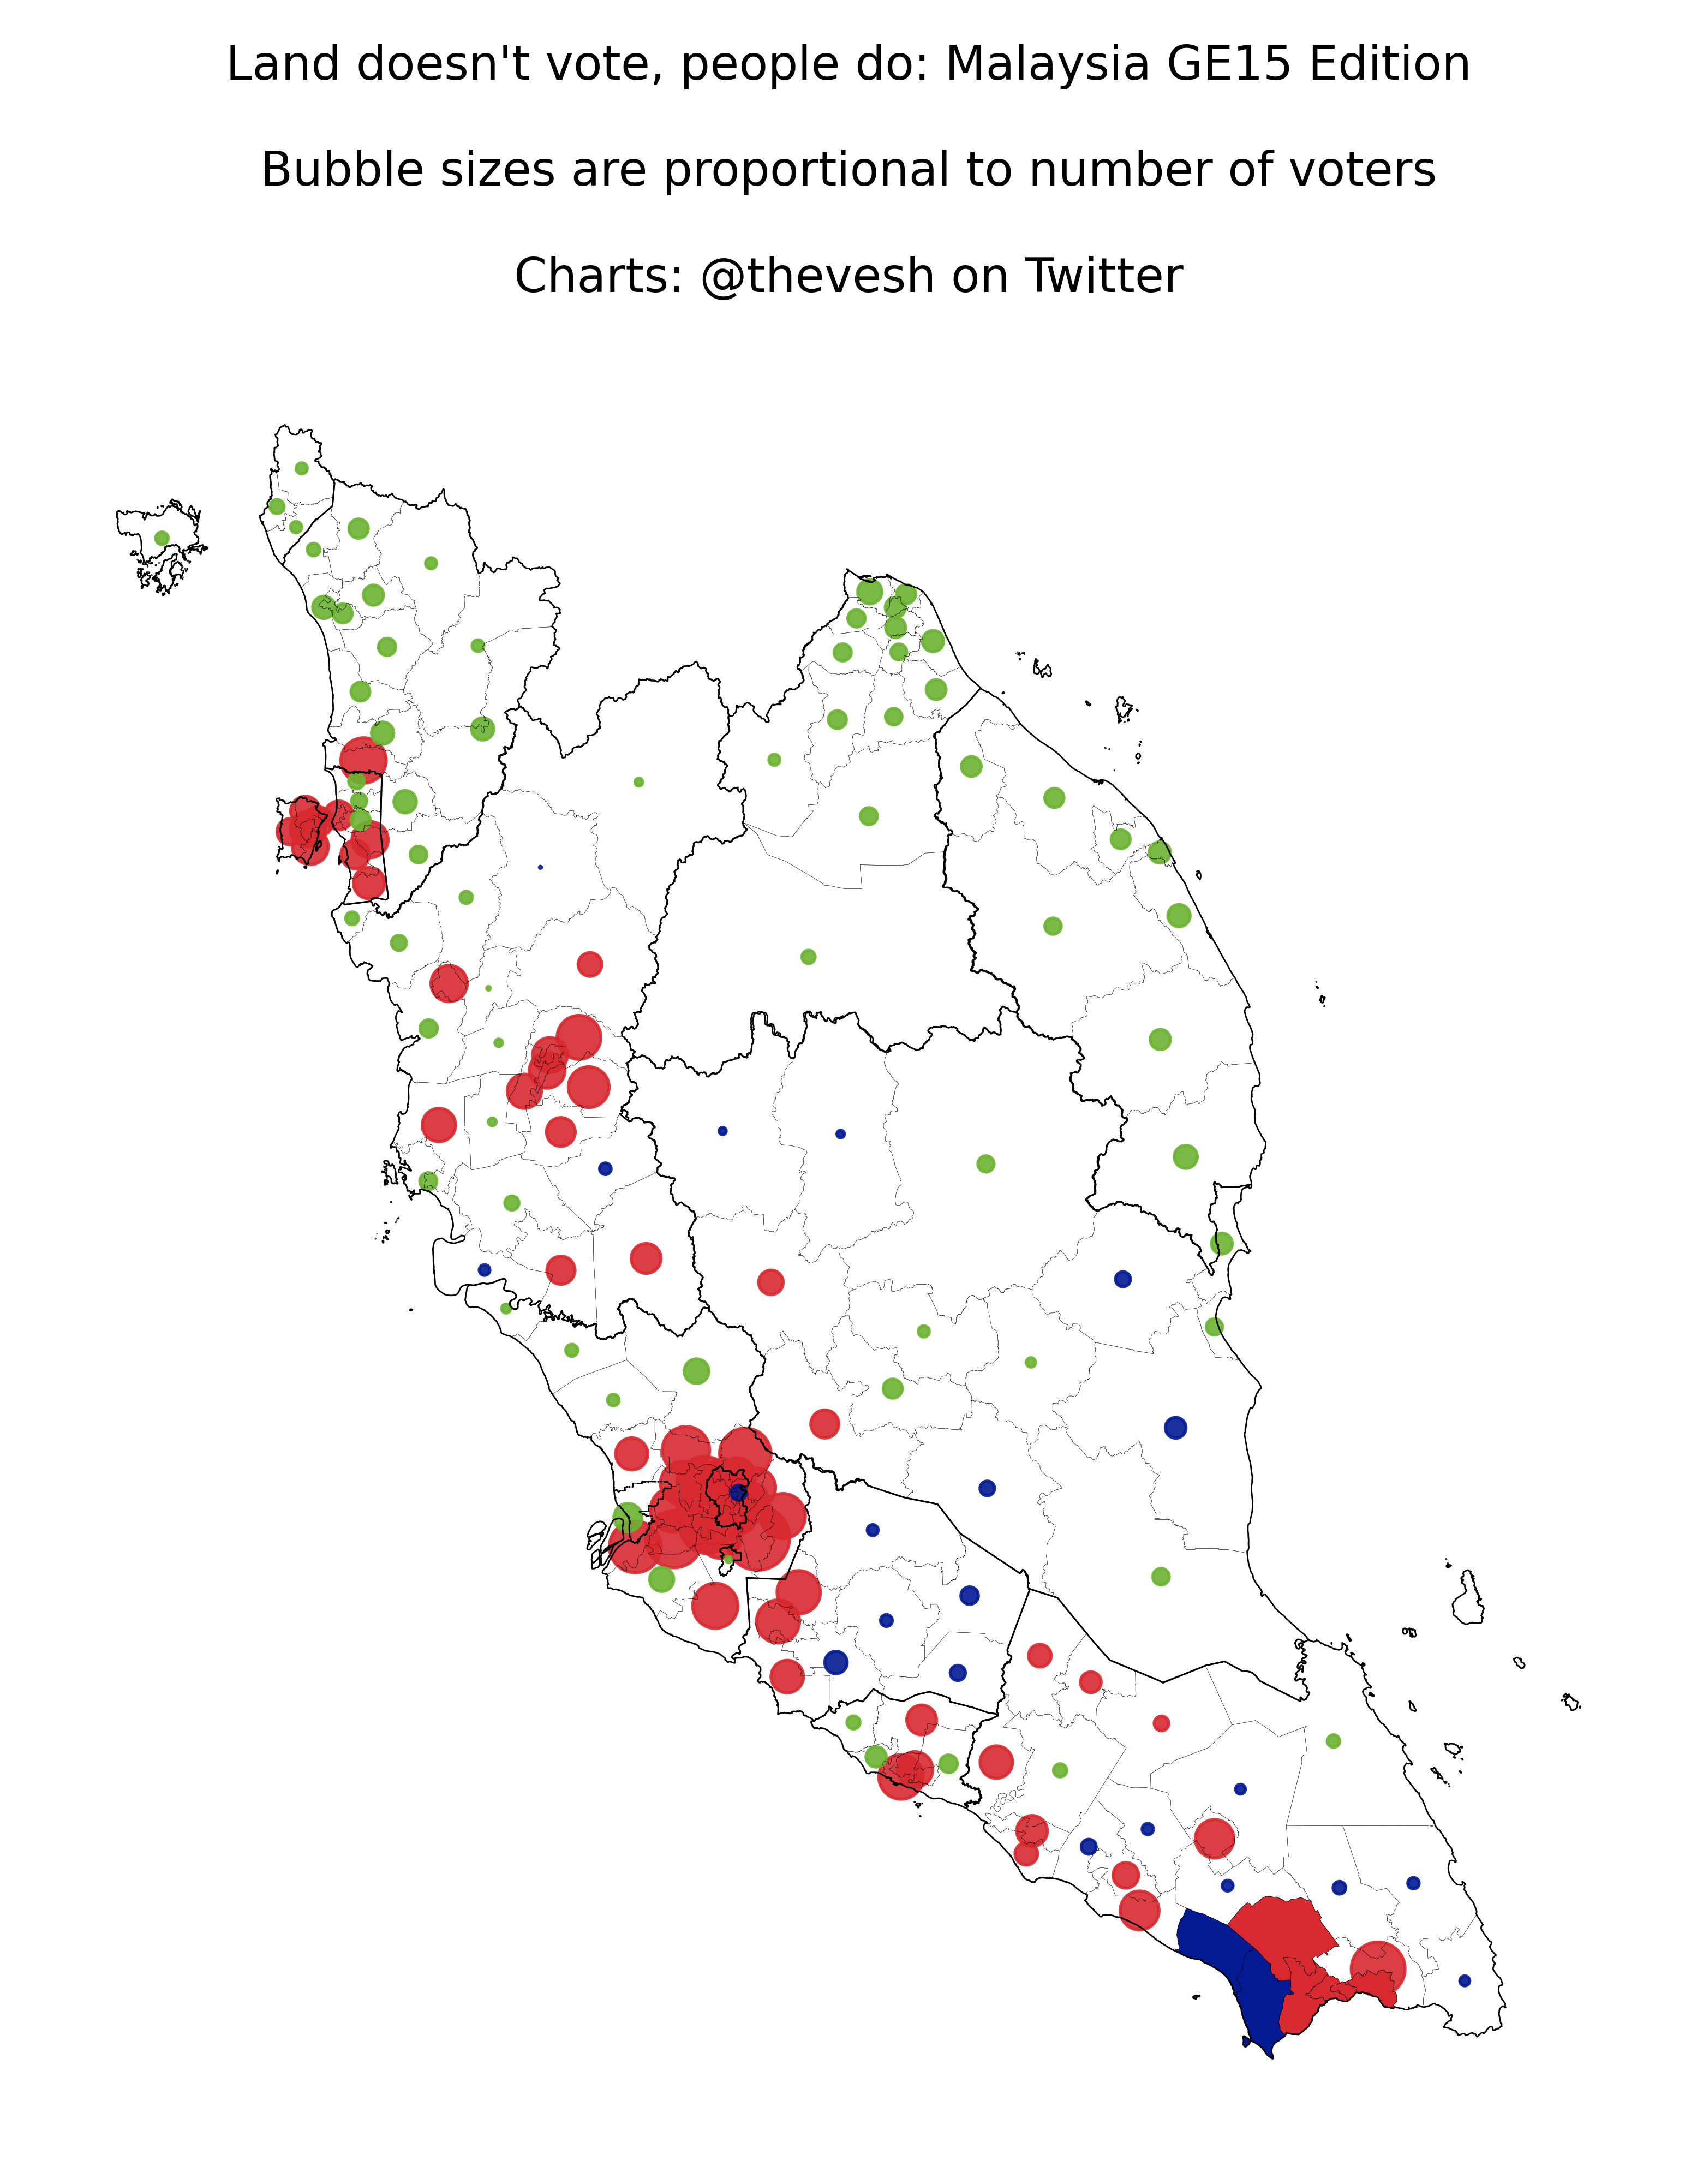 Land doesn't vote, people do: Malaysia GE15 Edition
Bubble sizes are proportional to number of voters
Charts: @thevesh on Twitter